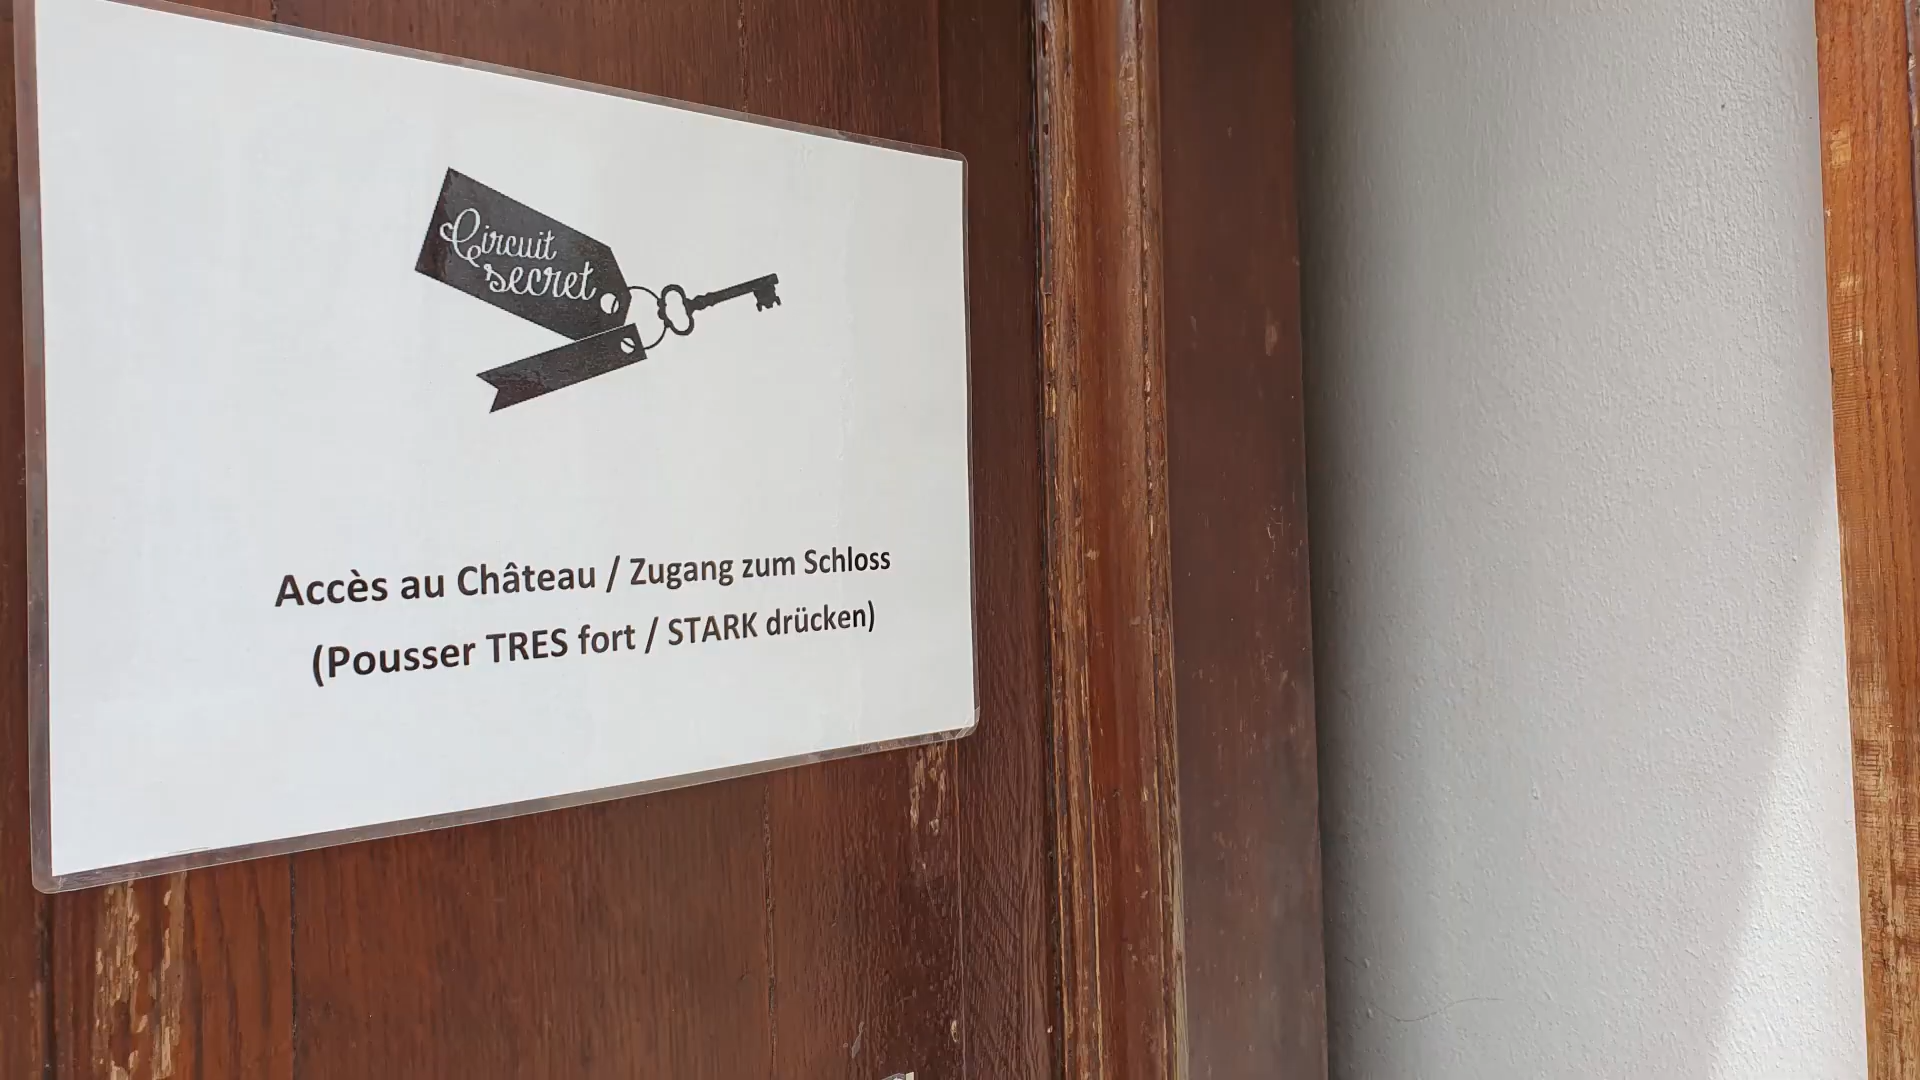 Circuit
secret
Accès au Château / Zugang zum Schloss
(Pousser TRES fort / STARK drücken)